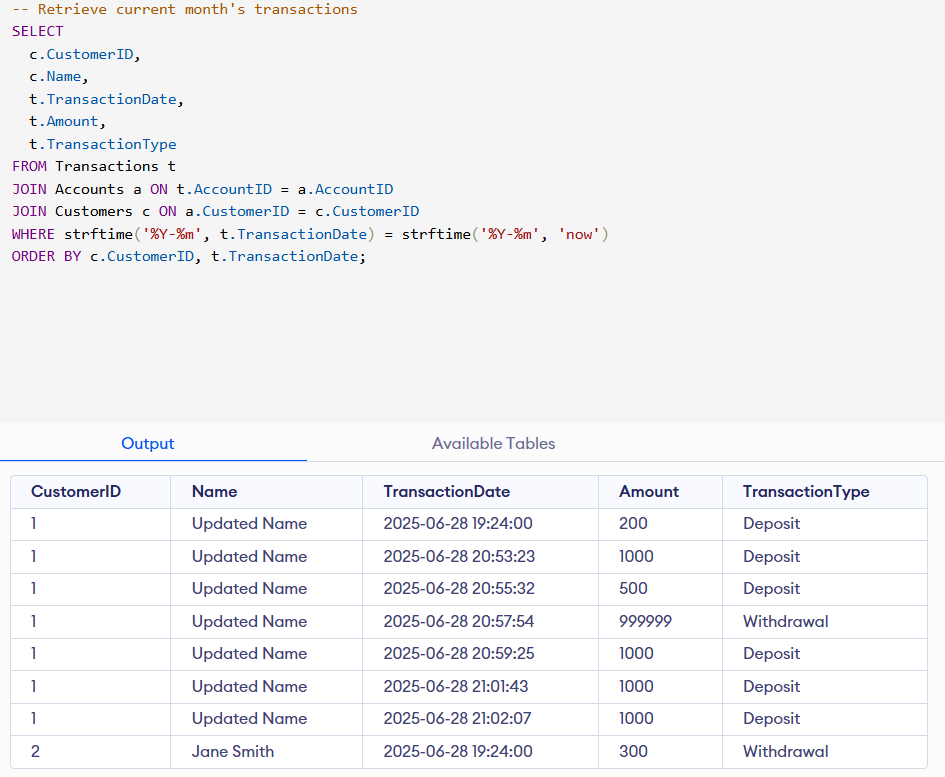 -- Retrieve current month's transactions
SELECT
  c.CustomerID,
  c.Name,
  t.TransactionDate,
  t.Amount,
  t.TransactionType
FROM Transactions t
JOIN Accounts a ON t.AccountID = a.AccountID
JOIN Customers c ON a.CustomerID = c.CustomerID
WHERE strftime('%Y-%m', t.TransactionDate) = strftime('%Y-%m', 'now')
ORDER BY c.CustomerID, t.TransactionDate;
Output Available Tables
CustomerID Name TransactionDate Amount TransactionType
1 Updated Name 2025-06-28 19:24:00 200 Deposit
1 Updated Name 2025-06-28 20:53:23 1000 Deposit
1 Updated Name 2025-06-28 20:55:32 500 Deposit
1 Updated Name 2025-06-28 20:57:54 999999 Withdrawal
1 Updated Name 2025-06-28 20:59:25 1000 Deposit
1 Updated Name 2025-06-28 21:01:43 1000 Deposit
1 Updated Name 2025-06-28 21:02:07 1000 Deposit
2 Jane Smith 2025-06-28 19:24:00 300 Withdrawal